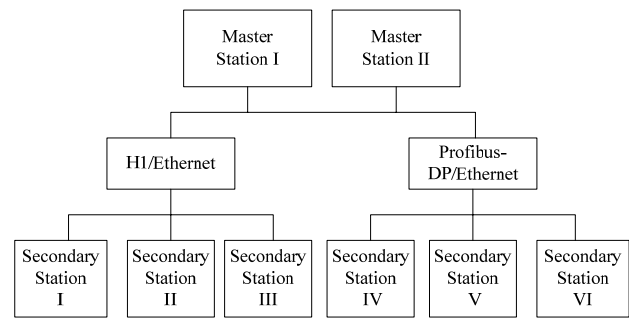 Master
Station I
Master
Station II
H1/Ethernet
Profibus-
DP/Ethernet
Secondary
Station
I
Secondary
Station
II
Secondary
Station
III
Secondary
Station
IV
Secondary
Station
V
Secondary
Station
VI